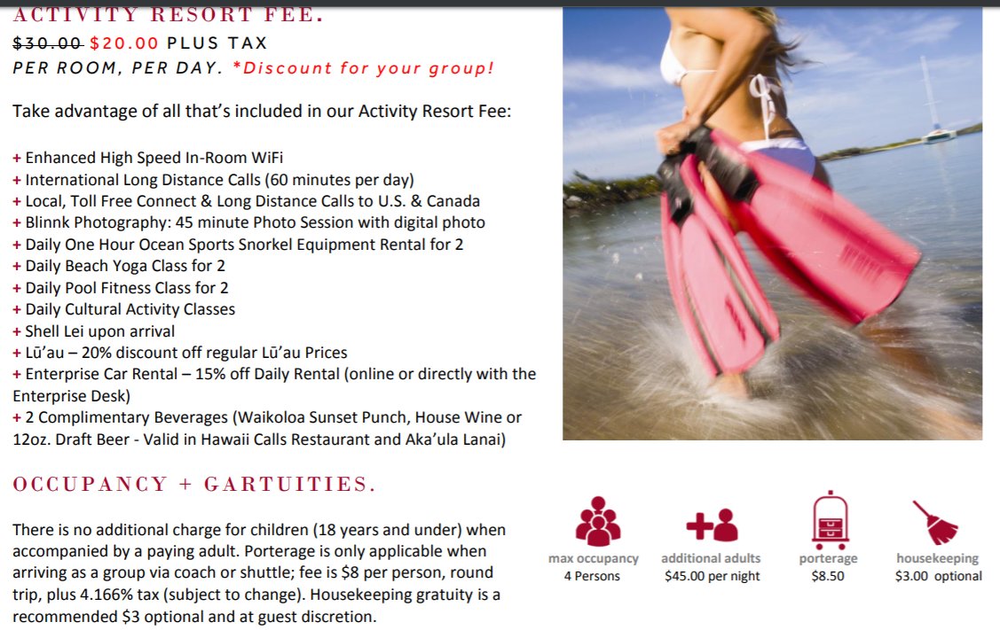 ACTIVITY RESORT FEE.
$30.00 $20.00 PLUS TAX
PER ROOM, PER DAY. *Discount for your group!
Take advantage of all that's included in our Activity Resort Fee:
+ Enhanced High Speed In-Room WiFi
+ International Long Distance Calls (60 minutes per day)
+ Local, Toll Free Connect & Long Distance Calls to U.S. & Canada
+ Blinnk Photography: 45 minute Photo Session with digital photo
+ Daily One Hour Ocean Sports Snorkel Equipment Rental for 2
+ Daily Beach Yoga Class for 2
+ Daily Pool Fitness Class for 2
+ Daily Cultural Activity Classes
+ Shell Lei upon arrival
+ Lū'au – 20% discount off regular Lū'au Prices
+ Enterprise Car Rental – 15% off Daily Rental (online or directly with the
Enterprise Desk)
+ 2 Complimentary Beverages (Waikoloa Sunset Punch, House Wine or
12oz. Draft Beer - Valid in Hawaii Calls Restaurant and Aka'ula Lanai)
OCCUPANCY + GARTUITIES.
There is no additional charge for children (18 years and under) when
accompanied by a paying adult. Porterage is only applicable when
arriving as a group via coach or shuttle; fee is $8 per person, round
trip, plus 4.166% tax (subject to change). Housekeeping gratuity is a
recommended $3 optional and at guest discretion.
max occupancy
4 Persons
additional adults
$45.00 per night
porterage
$8.50
housekeeping
$3.00 optional